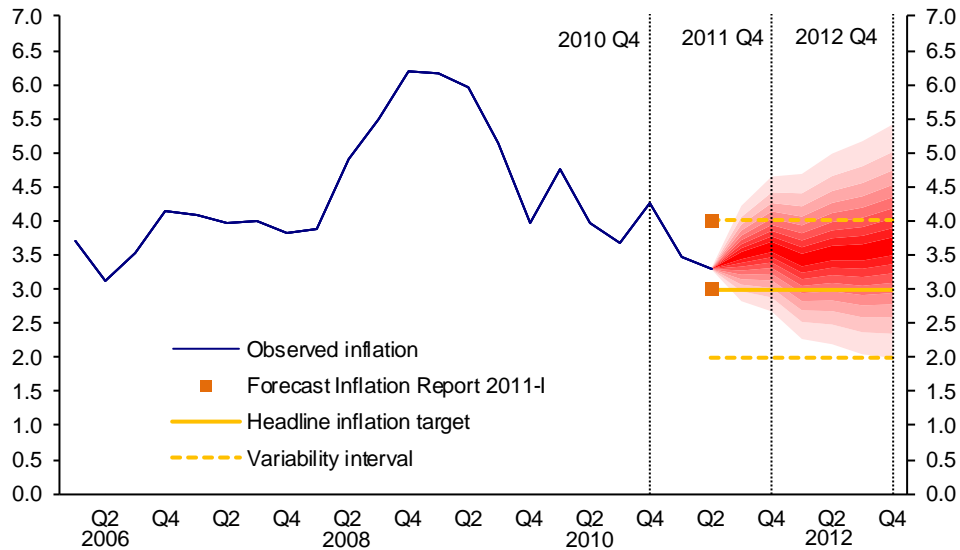 7.0 7.0
2010 Q4 2011 Q4 2012 Q4
6.5 6.5
6.0 6.0
5.5 5.5
5.0 5.0
4.5 4.5
4.0 4.0
3.5 3.5
3.0 3.0
2.5 2.5
Observed inflation
2.0 2.0
Forecast Inflation Report 2011-I
1.5 1.5
Headline inflation target
1.0 1.0
Variability interval
0.5 0.5
0.0 0.0
Q2 Q4 Q2 Q4 Q2 Q4 Q2 Q4 Q2 Q4 Q2 Q4 Q2 Q4
2006 2008 2010 2012